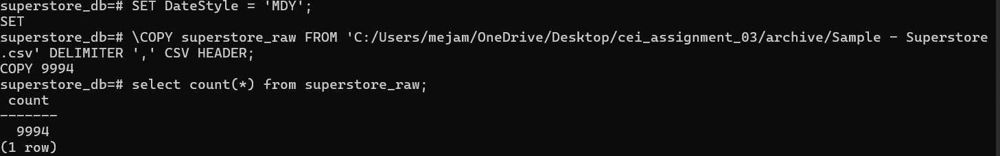 superstore_db=# SET DateStyle = 'MDY';
SET
superstore_db=# \COPY superstore_raw FROM 'C:/Users/mejam/OneDrive/Desktop/cei_assignment_03/archive/Sample - Superstore
.csv' DELIMITER ',' CSV HEADER;
COPY 9994
superstore_db=# select count(*) from superstore_raw;
 count
-------
  9994
(1 row)